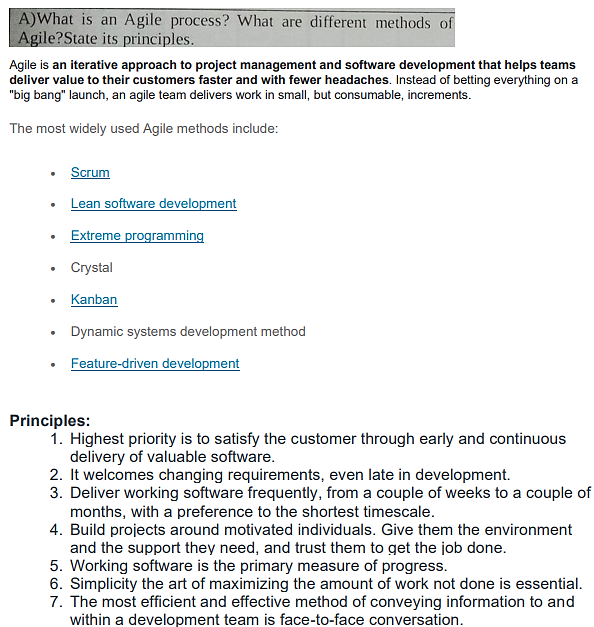 A)What is an Agile process? What are different methods of
Agile?State its principles.
Agile is an iterative approach to project management and software development that helps teams
deliver value to their customers faster and with fewer headaches. Instead of betting everything on a
"big bang" launch, an agile team delivers work in small, but consumable, increments.
The most widely used Agile methods include:
• Scrum
• Lean software development
• Extreme programming
• Crystal
• Kanban
• Dynamic systems development method
• Feature-driven development
Principles:
1. Highest priority is to satisfy the customer through early and continuous
delivery of valuable software.
2. It welcomes changing requirements, even late in development.
3. Deliver working software frequently, from a couple of weeks to a couple of
months, with a preference to the shortest timescale.
4. Build projects around motivated individuals. Give them the environment
and the support they need, and trust them to get the job done.
5. Working software is the primary measure of progress.
6. Simplicity the art of maximizing the amount of work not done is essential.
7. The most efficient and effective method of conveying information to and
within a development team is face-to-face conversation.